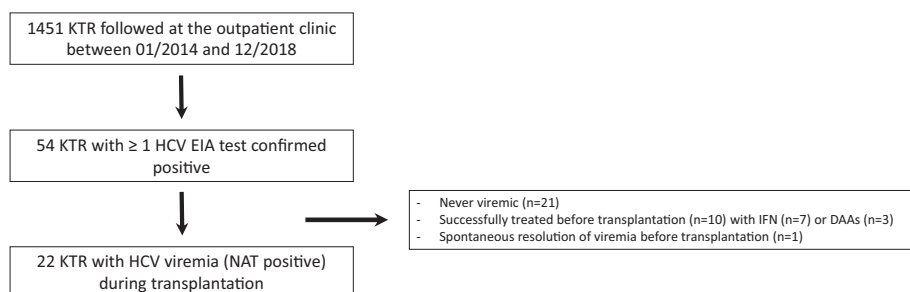 1451 KTR followed at the outpatient clinic
between 01/2014 and 12/2018
54 KTR with ≥ 1 HCV EIA test confirmed
positive
- Never viremic (n=21)
- Successfully treated before transplantation (n=10) with IFN (n=7) or DAAs (n=3)
- Spontaneous resolution of viremia before transplantation (n=1)
22 KTR with HCV viremia (NAT positive)
during transplantation